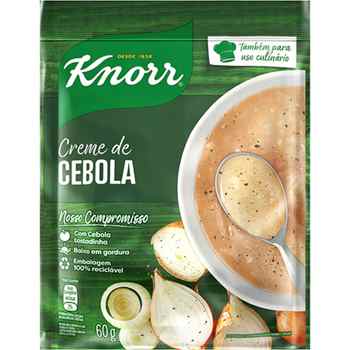 DESDE 1838
Knorr
Também para
uso culinário
Creme de
CEBOLA
Nosso Compromisso
Com Cebola
tostadinha
Baixo em gordura
Embalagem
100% reciclável
60g